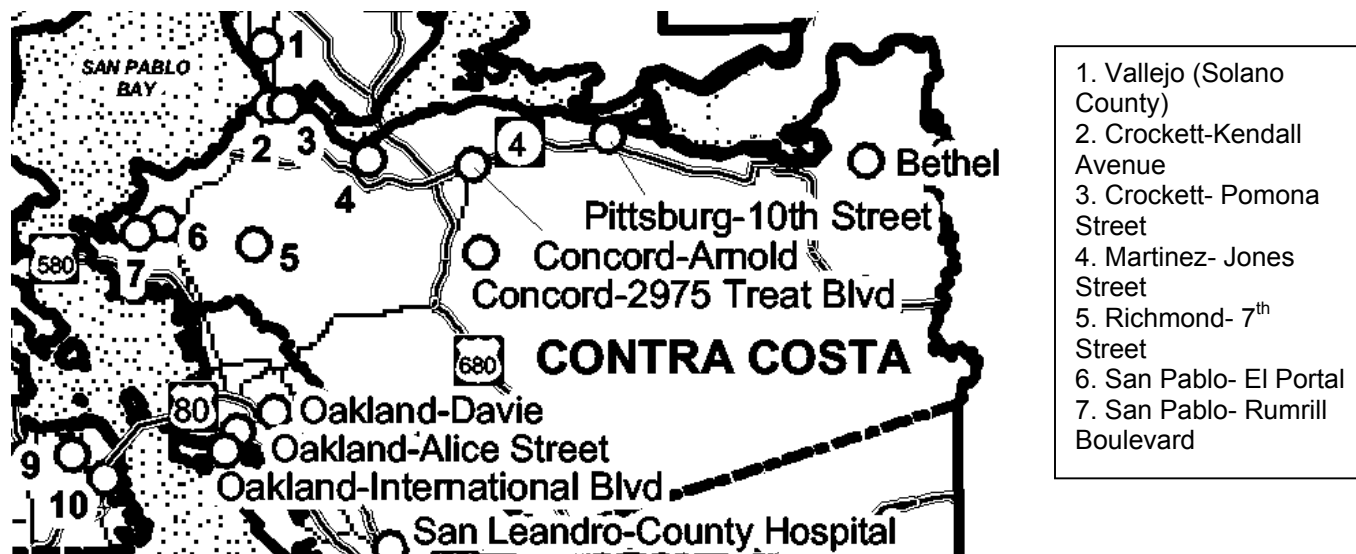 1
SAN PABLO
BAY
2
3
4
4
Bethel
Pittsburg-10th Street
6
5
Concord-Arnold
580
7
Concord-2975 Treat Blvd
680
CONTRA COSTA
80
Oakland-Davie
Oakland-Alice Street
9
Oakland-International Blvd
10
San Leandro-County Hospital
1. Vallejo (Solano
County)
2. Crockett-Kendall
Avenue
3. Crockett- Pomona
Street
4. Martinez- Jones
Street
5. Richmond- 7th
Street
6. San Pablo- El Portal
7. San Pablo- Rumrill
Boulevard